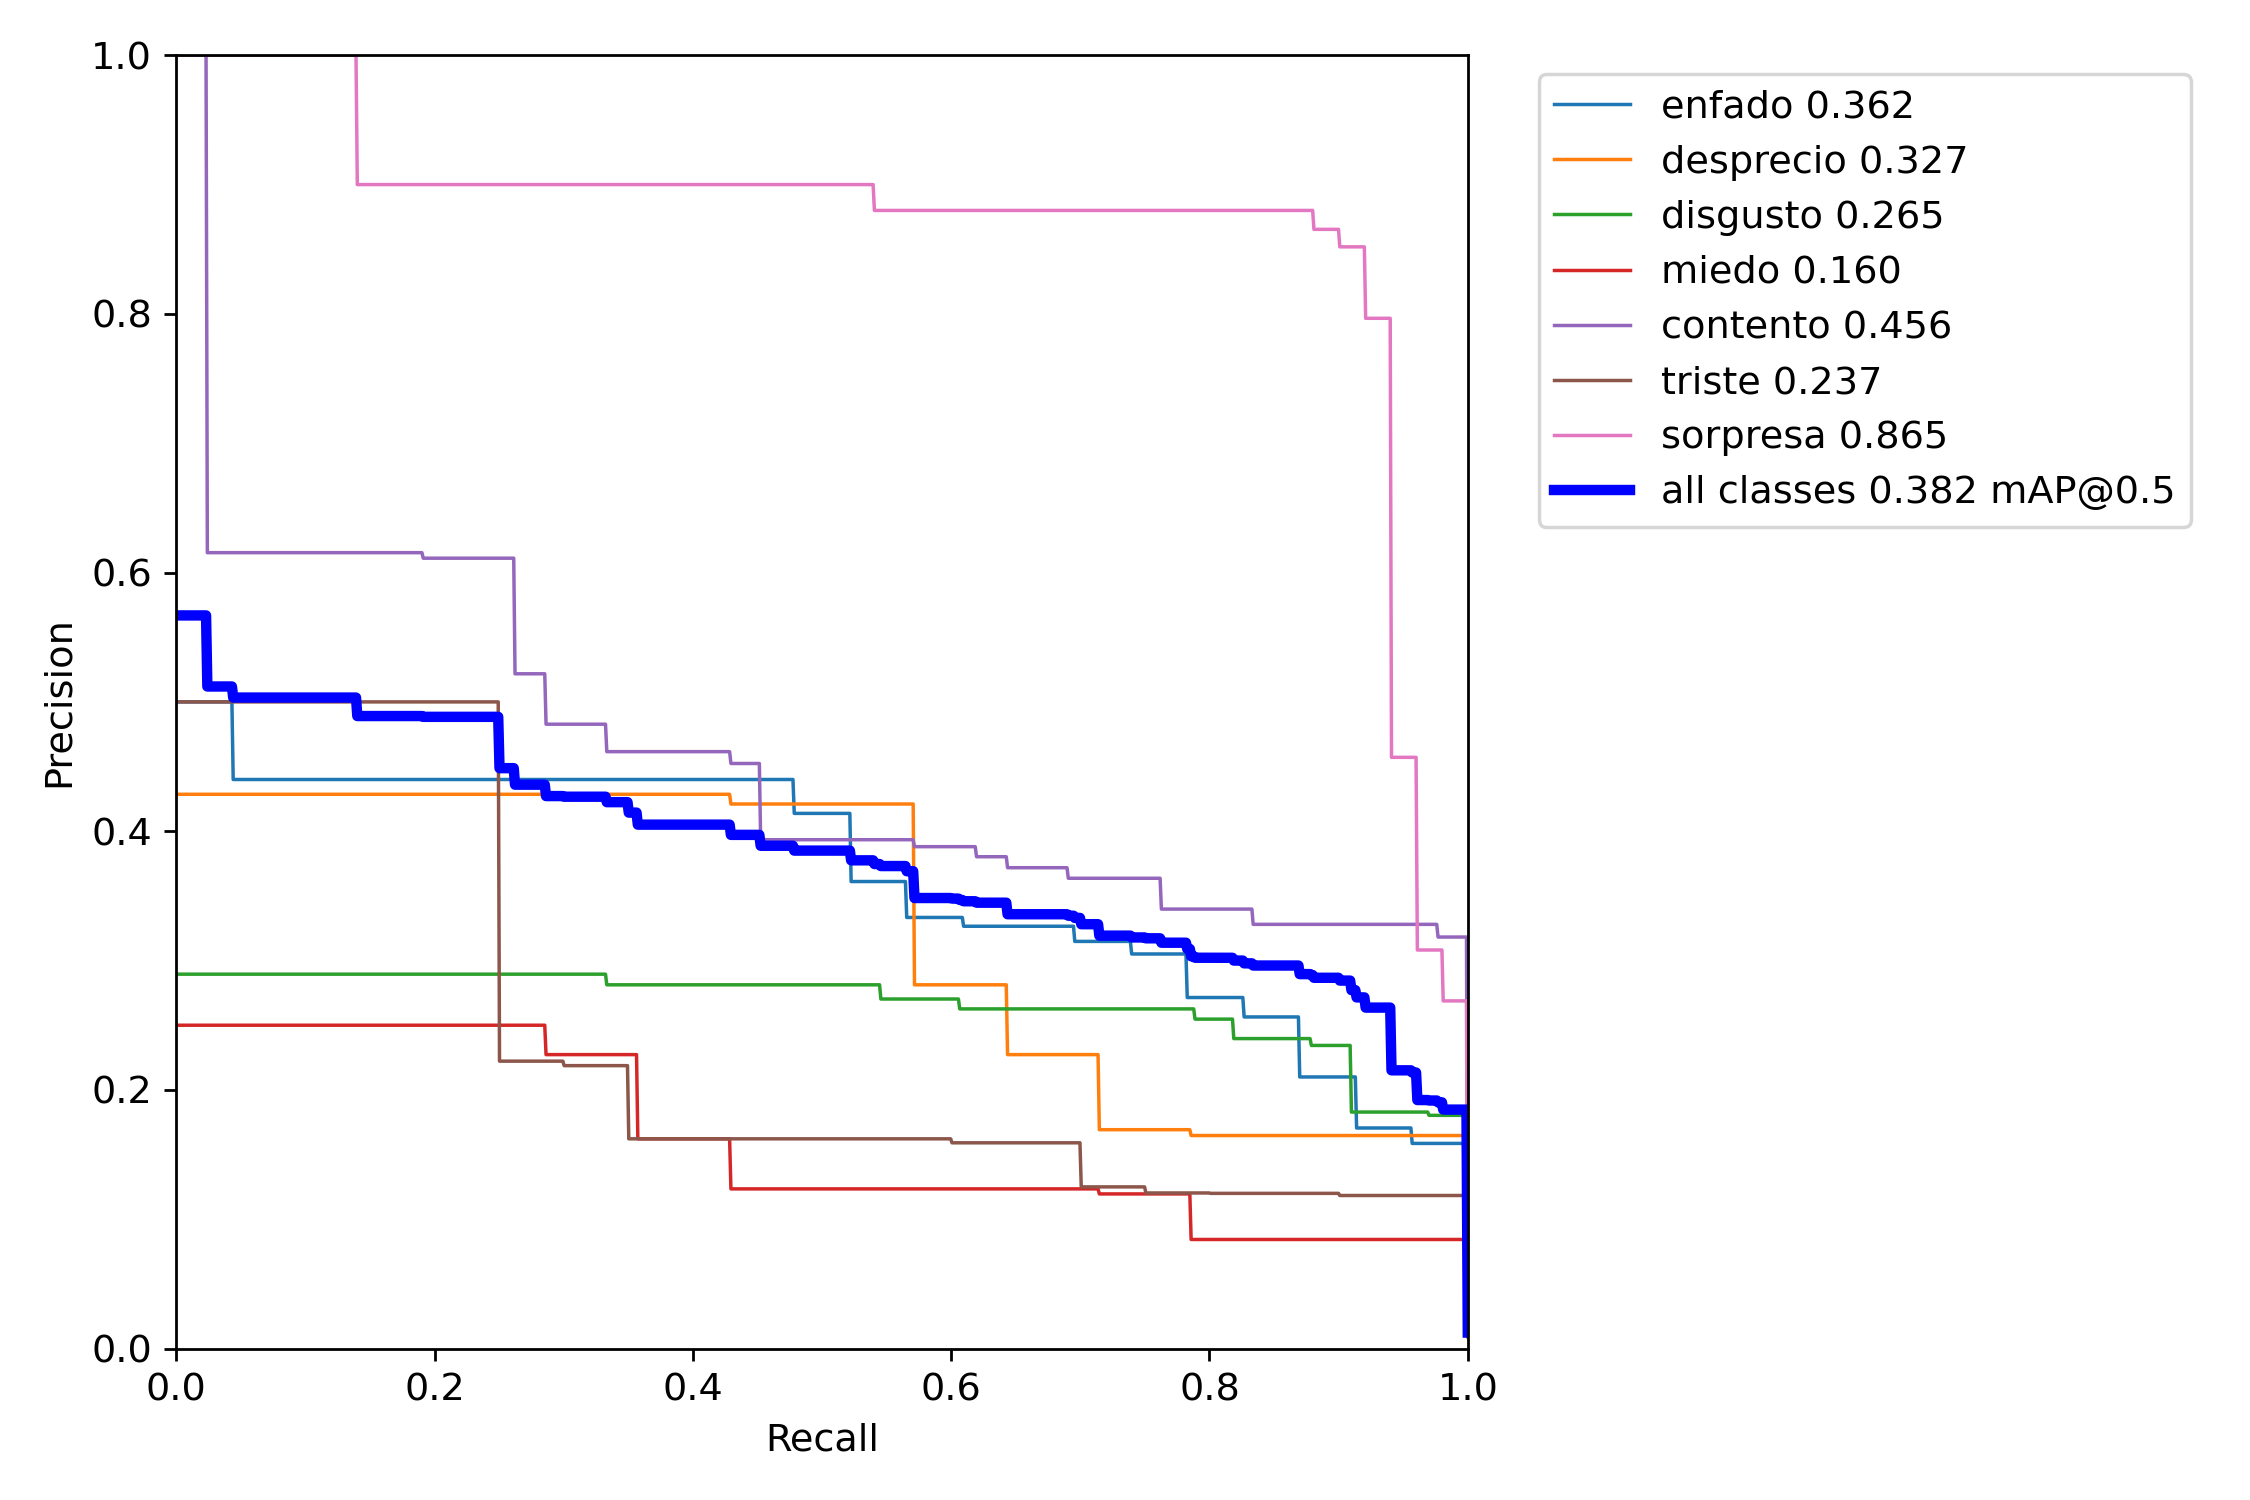 1.0
0.8
0.6
0.4
0.2
0.0
Precision
0.0 0.2 0.4 0.6 0.8 1.0
Recall
enfado 0.362
desprecio 0.327
disgusto 0.265
miedo 0.160
contento 0.456
triste 0.237
sorpresa 0.865
all classes 0.382 mAP@0.5